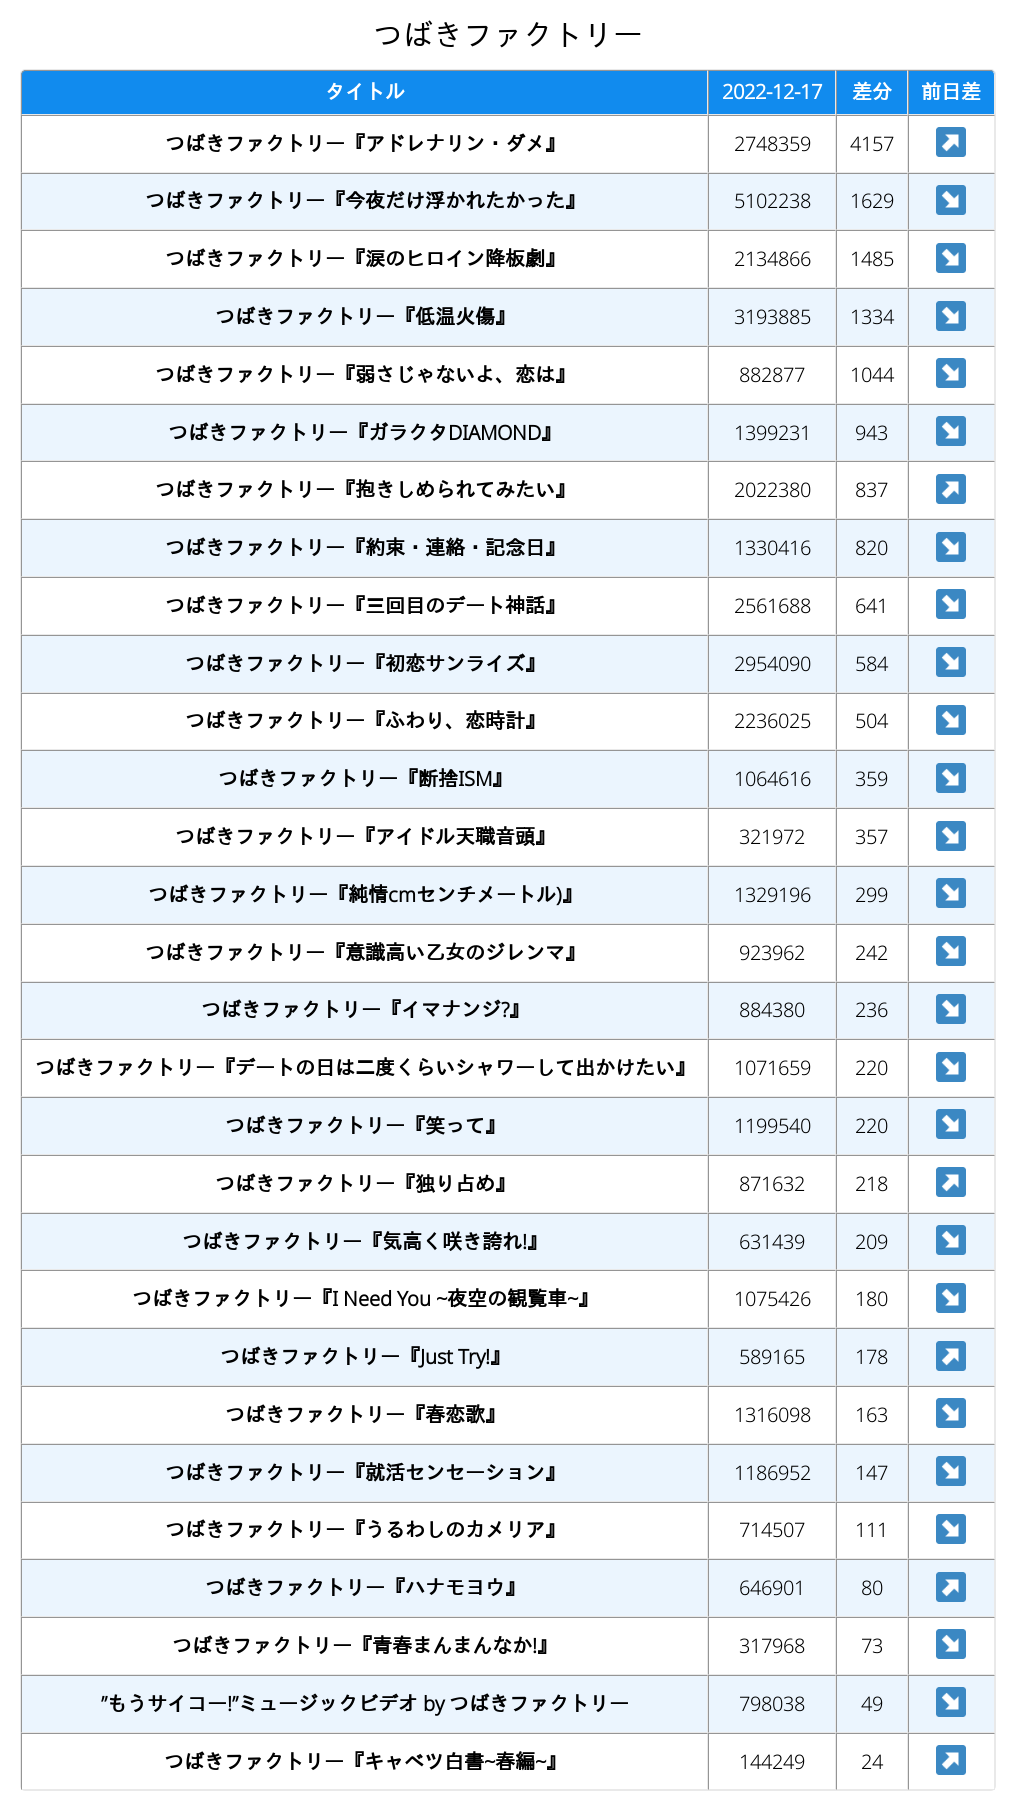 つばきファクトリー
タイトル 2022-12-17 差分 前日差
つばきファクトリー『アドレナリン・ダメ』 2748359 4157 ↗
つばきファクトリー『今夜だけ浮かれたかった』 5102238 1629 ↘
つばきファクトリー『涙のヒロイン降板劇』 2134866 1485 ↘
つばきファクトリー『低温火傷』 3193885 1334 ↘
つばきファクトリー『弱さじゃないよ、恋は』 882877 1044 ↘
つばきファクトリー『ガラクタDIAMOND』 1399231 943 ↘
つばきファクトリー『抱きしめられてみたい』 2022380 837 ↗
つばきファクトリー『約束・連絡・記念日』 1330416 820 ↘
つばきファクトリー『三回目のデート神話』 2561688 641 ↘
つばきファクトリー『初恋サンライズ』 2954090 584 ↘
つばきファクトリー『ふわり、恋時計』 2236025 504 ↘
つばきファクトリー『断捨ISM』 1064616 359 ↘
つばきファクトリー『アイドル天職音頭』 321972 357 ↘
つばきファクトリー『純情cmセンチメートル)』 1329196 299 ↘
つばきファクトリー『意識高い乙女のジレンマ』 923962 242 ↘
つばきファクトリー『イマナンジ?』 884380 236 ↘
つばきファクトリー『デートの日は二度くらいシャワーして出かけたい』 1071659 220 ↘
つばきファクトリー『笑って』 1199540 220 ↘
つばきファクトリー『独り占め』 871632 218 ↗
つばきファクトリー『気高く咲き誇れ!』 631439 209 ↘
つばきファクトリー『I Need You ~夜空の観覧車~』 1075426 180 ↘
つばきファクトリー『Just Try!』 589165 178 ↗
つばきファクトリー『春恋歌』 1316098 163 ↘
つばきファクトリー『就活センセーション』 1186952 147 ↘
つばきファクトリー『うるわしのカメリア』 714507 111 ↘
つばきファクトリー『ハナモヨウ』 646901 80 ↗
つばきファクトリー『青春まんまんなか!』 317968 73 ↘
"もうサイコー!"ミュージックビデオ by つばきファクトリー 798038 49 ↘
つばきファクトリー『キャベツ白書~春編~』 144249 24 ↗